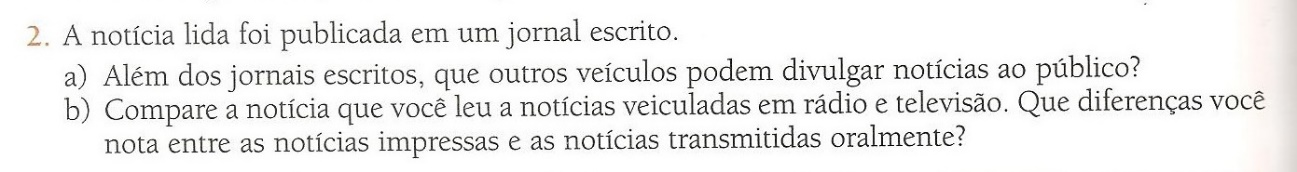 2. A notícia lida foi publicada em um jornal escrito.
a) Além dos jornais escritos, que outros veículos podem divulgar notícias ao público?
b) Compare a notícia que você leu a notícias veiculadas em rádio e televisão. Que diferenças você
nota entre as notícias impressas e as notícias transmitidas oralmente?